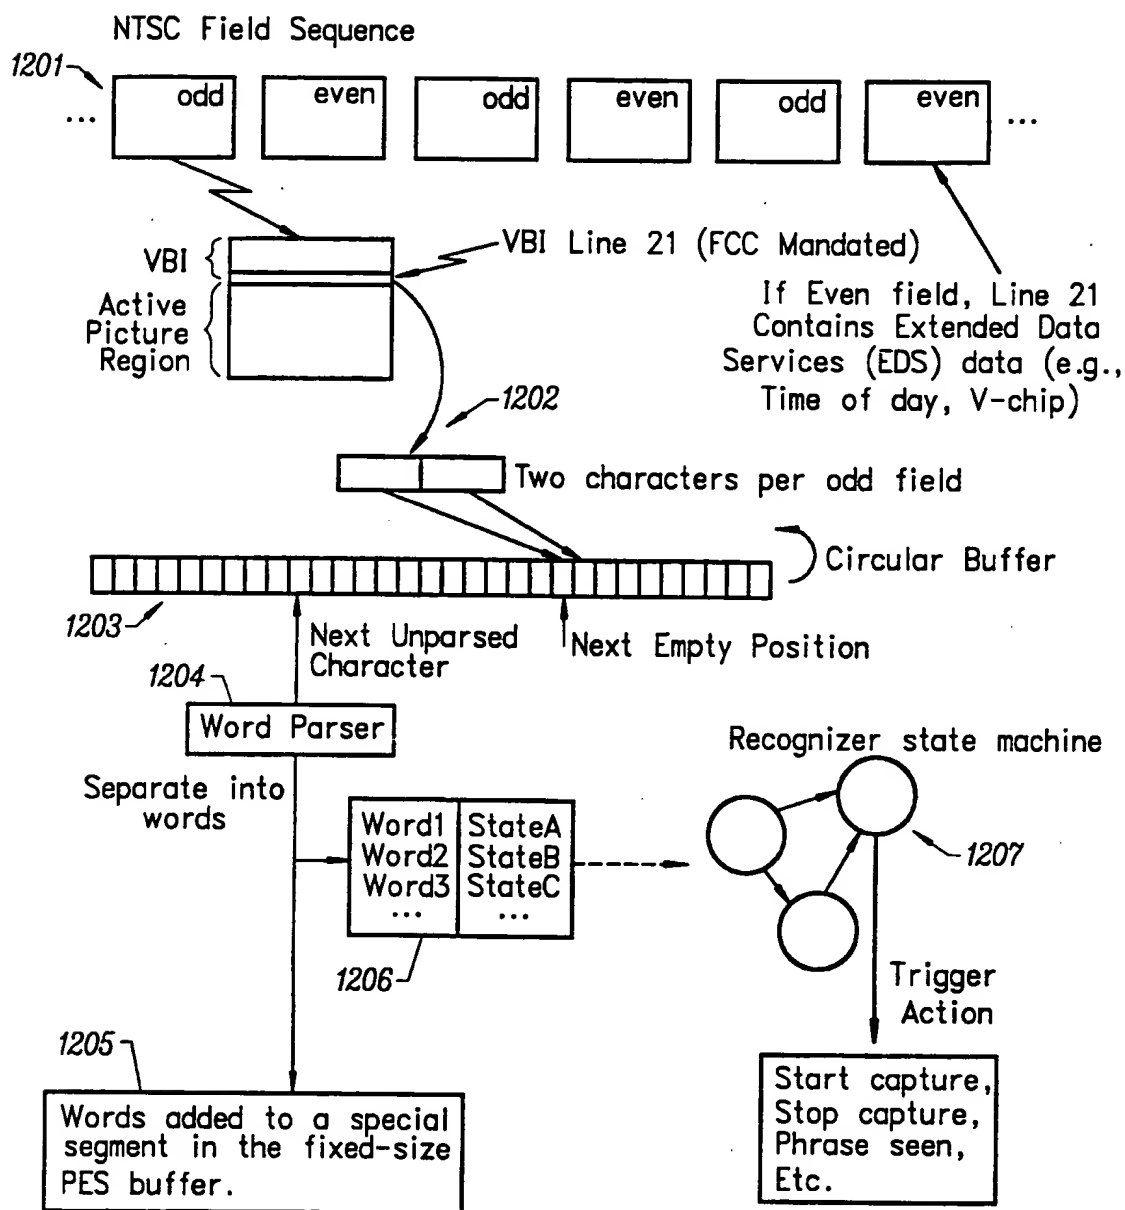 NTSC Field Sequence
1201
... odd even odd even odd even ...
VBI
VBI Line 21 (FCC Mandated)
Active
Picture
Region
If Even field, Line 21
Contains Extended Data
Services (EDS) data (e.g.,
Time of day, V-chip)
1202
Two characters per odd field
Circular Buffer
1203
Next Unparsed
Character
Next Empty Position
1204
Word Parser
Separate into
words
Word1 StateA
Word2 StateB
Word3 StateC
... ...
1206
Recognizer state machine
1207
Trigger
Action
1205
Words added to a special
segment in the fixed-size
PES buffer.
Start capture,
Stop capture,
Phrase seen,
Etc.